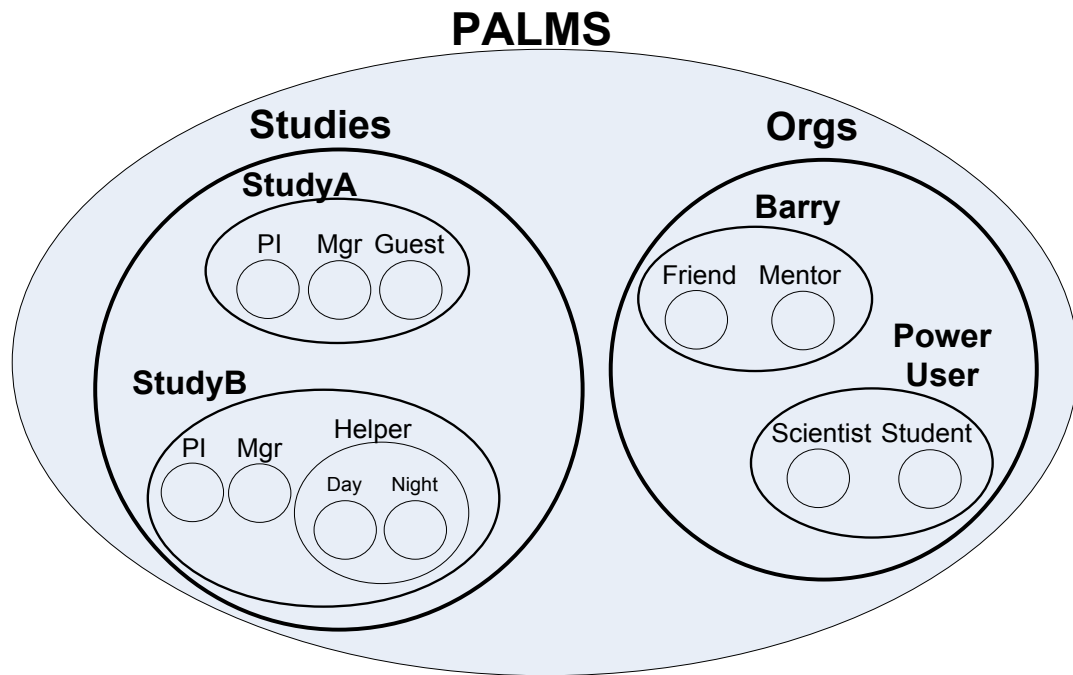 PALMS
Studies
StudyA
PI Mgr Guest
StudyB
PI Mgr Helper
Day Night
Orgs
Barry
Friend Mentor
Power
User
Scientist Student